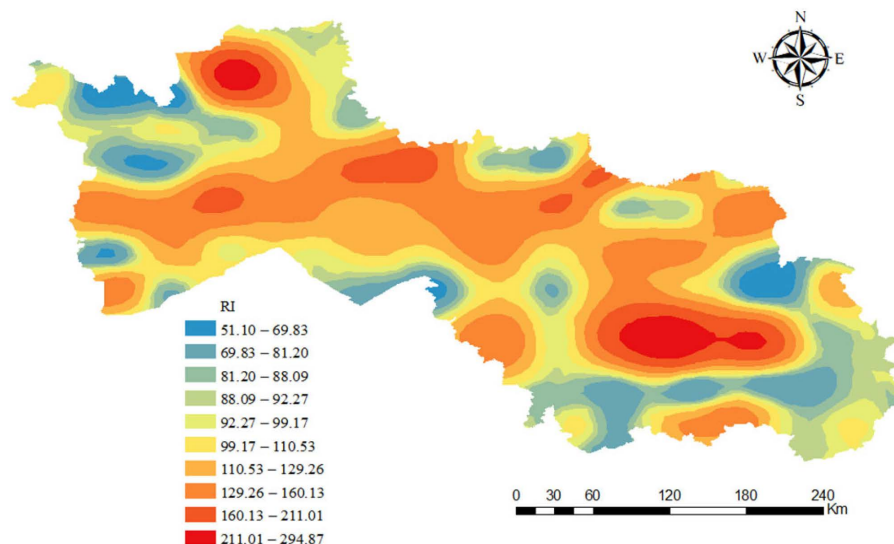 N
W E
S
RI
51.10 – 69.83
69.83 – 81.20
81.20 – 88.09
88.09 – 92.27
92.27 – 99.17
99.17 – 110.53
110.53 – 129.26
129.26 – 160.13
160.13 – 211.01
211.01 – 294.87
0 30 60 120 180 240
Km